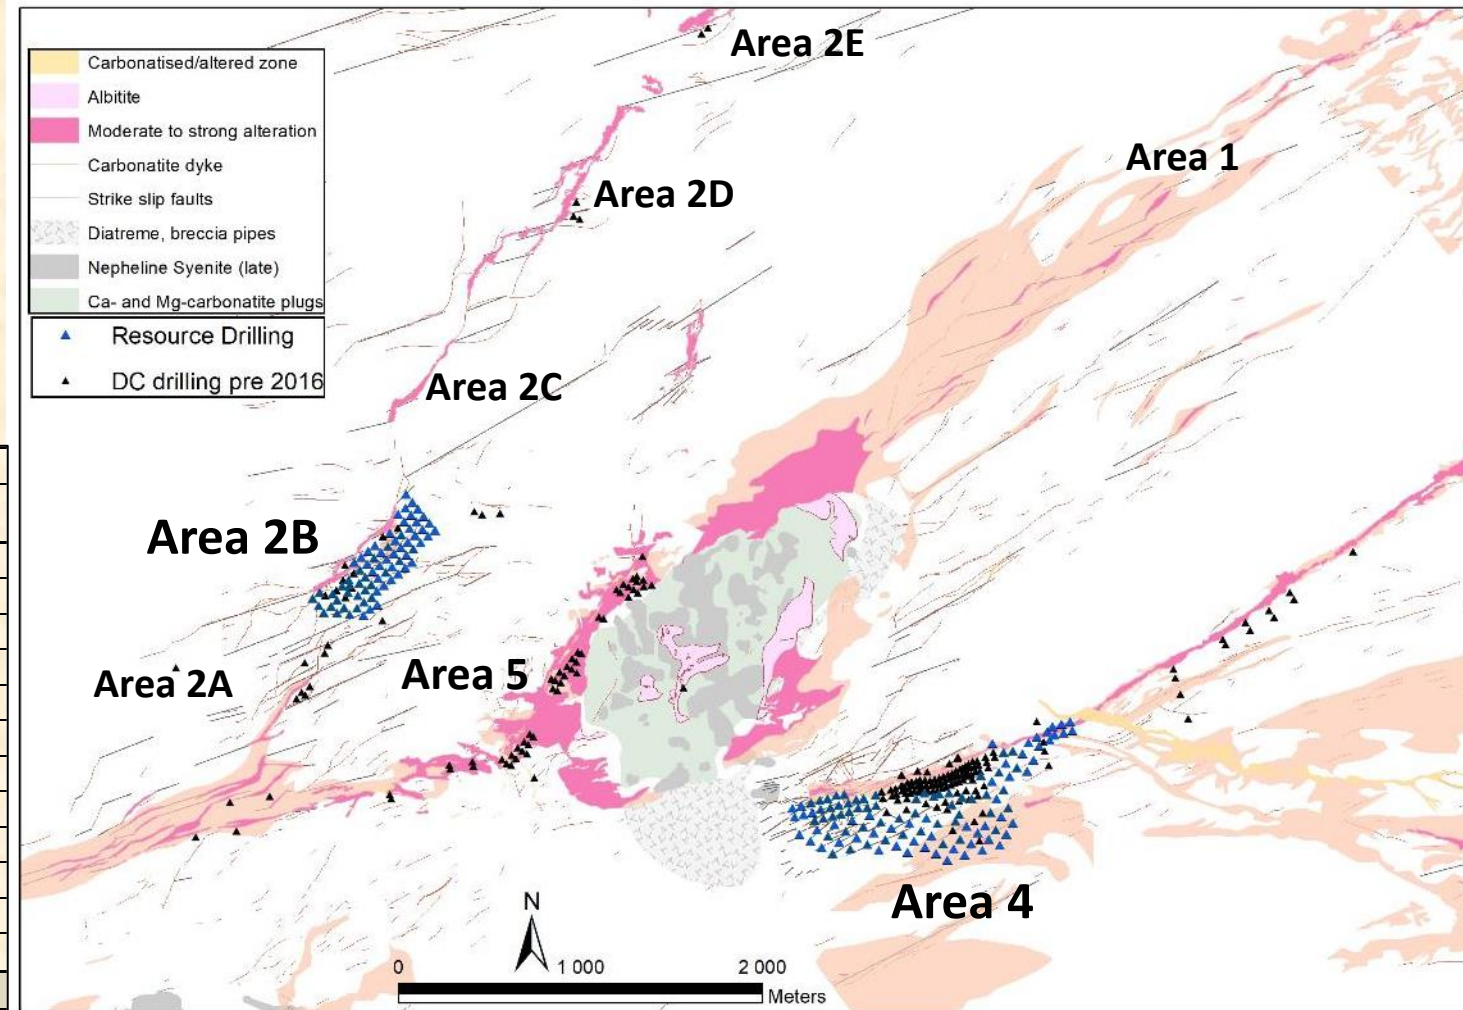 Area 2E
Carbonatised/altered zone
Albitite
Moderate to strong alteration
Carbonatite dyke
Strike slip faults
Diatreme, breccia pipes
Nepheline Syenite (late)
Ca- and Mg-carbonatite plugs
Resource Drilling
DC drilling pre 2016
Area 1
Area 2D
Area 2C
Area 2B
Area 2A
Area 5
Area 4
N
0 1 000 2 000
Meters